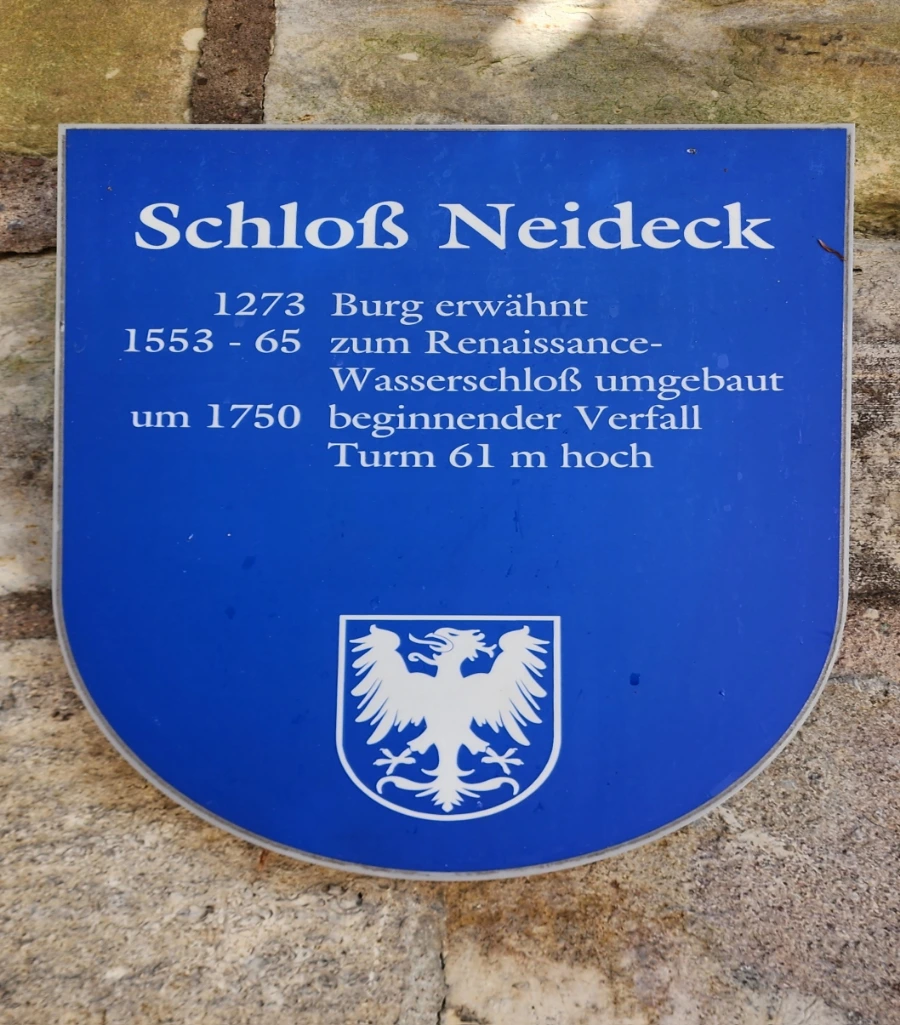 Schloß Neideck
1273 Burg erwähnt
1553 - 65 zum Renaissance-
Wasserschloß umgebaut
um 1750 beginnender Verfall
Turm 61 m hoch